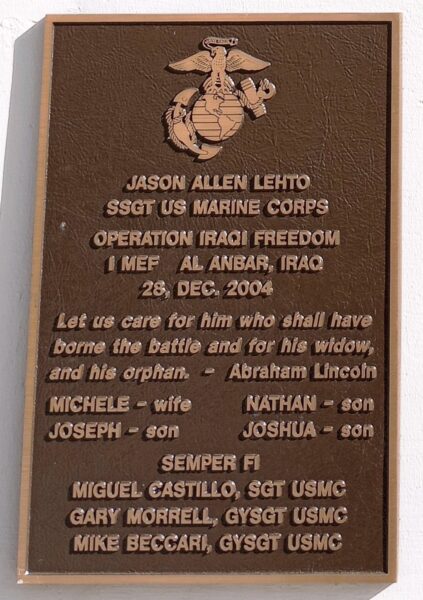 JASON ALLEN LEHTO
SSGT US MARINE CORPS
OPERATION IRAQI FREEDOM
I MEF AL ANBAR, IRAQ
28, DEC. 2004
Let us care for him who shall have
borne the battle and for his widow,
and his orphan. - Abraham Lincoln
MICHELE - wife NATHAN - son
JOSEPH - son JOSHUA - son
SEMPER FI
MIGUEL CASTILLO, SGT USMC
GARY MORRELL, GYSGT USMC
MIKE BECCARI, GYSGT USMC